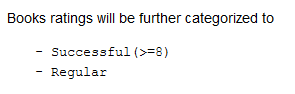 Books ratings will be further categorized to
- Successful(>=8)
- Regular